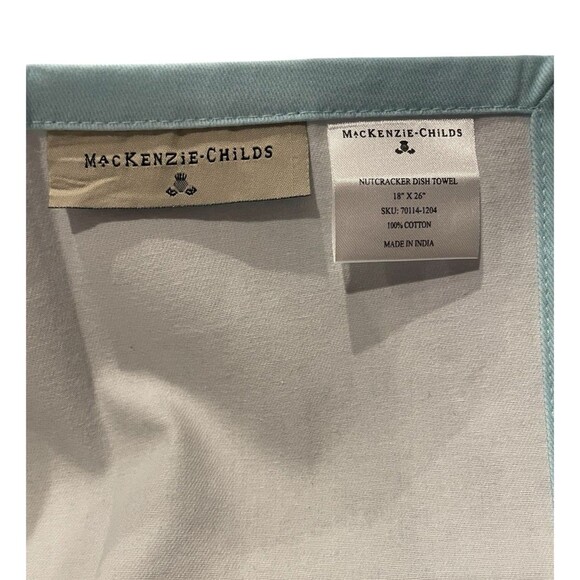 MacKENZiE-CHiLDS
MacKENZiE-CHiLDS
NUTCRACKER DISH TOWEL
18" X 26"
SKU: 70114-1204
100% COTTON
MADE IN INDIA